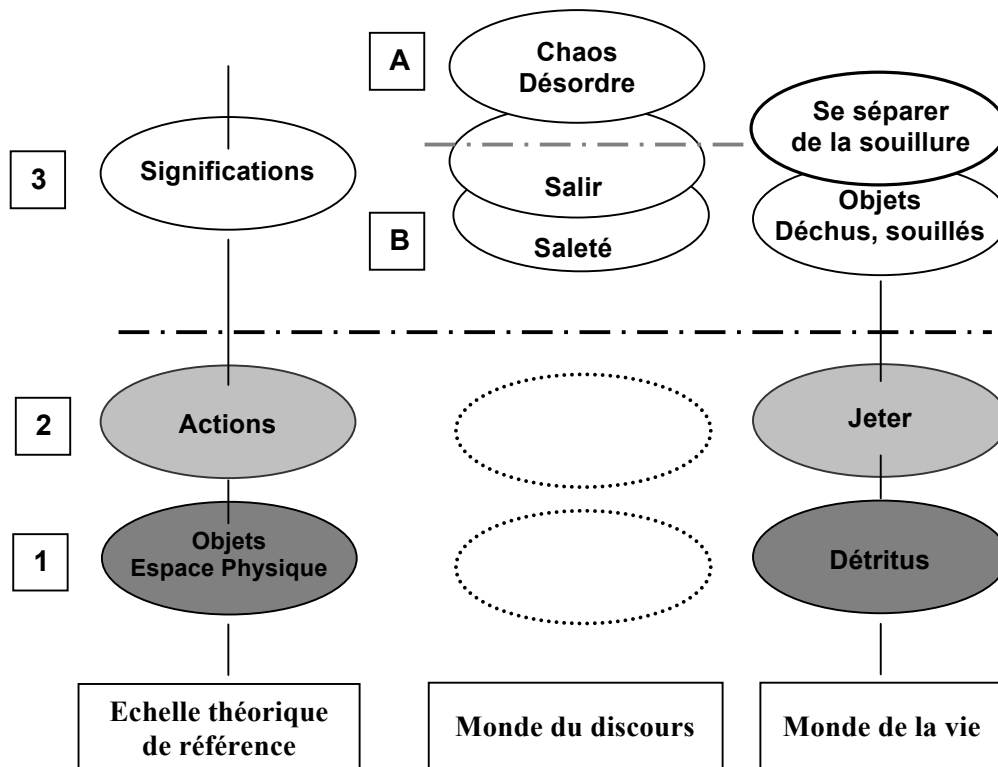 A
Chaos
Désordre
Se séparer
de la souillure
3
Significations
Salir
Objets
Déchus, souillés
B
Saleté
2
Actions
Jeter
1
Objets
Espace Physique
Détritus
Echelle théorique
de référence
Monde du discours
Monde de la vie